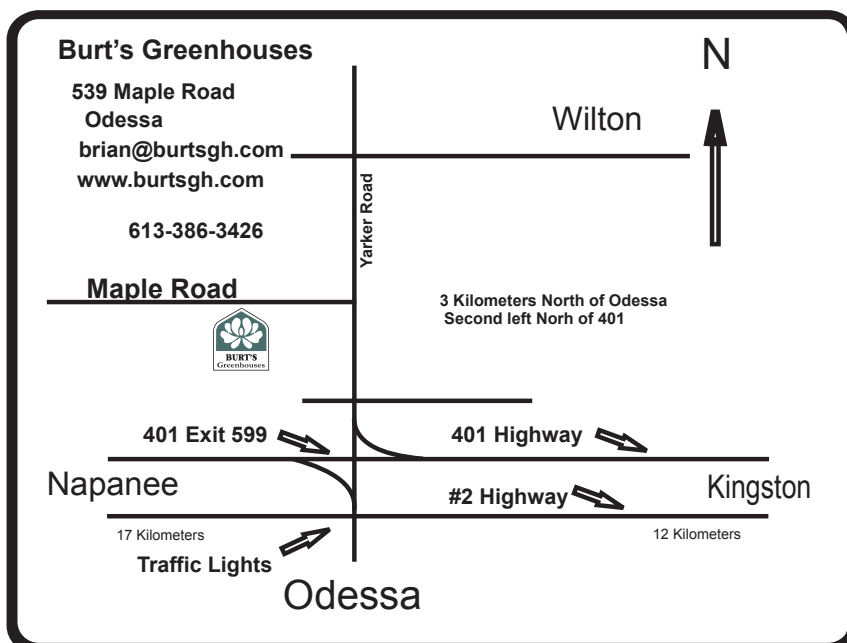 Burt's Greenhouses
539 Maple Road
Odessa
brian@burtsgh.com
www.burtsgh.com
613-386-3426
N
Wilton
Yarker Road
Maple Road
3 Kilometers North of Odessa
Second left Norh of 401
BURT'S
Greenhouses
401 Exit 599
401 Highway
Napanee
#2 Highway
Kingston
17 Kilometers
12 Kilometers
Traffic Lights
Odessa